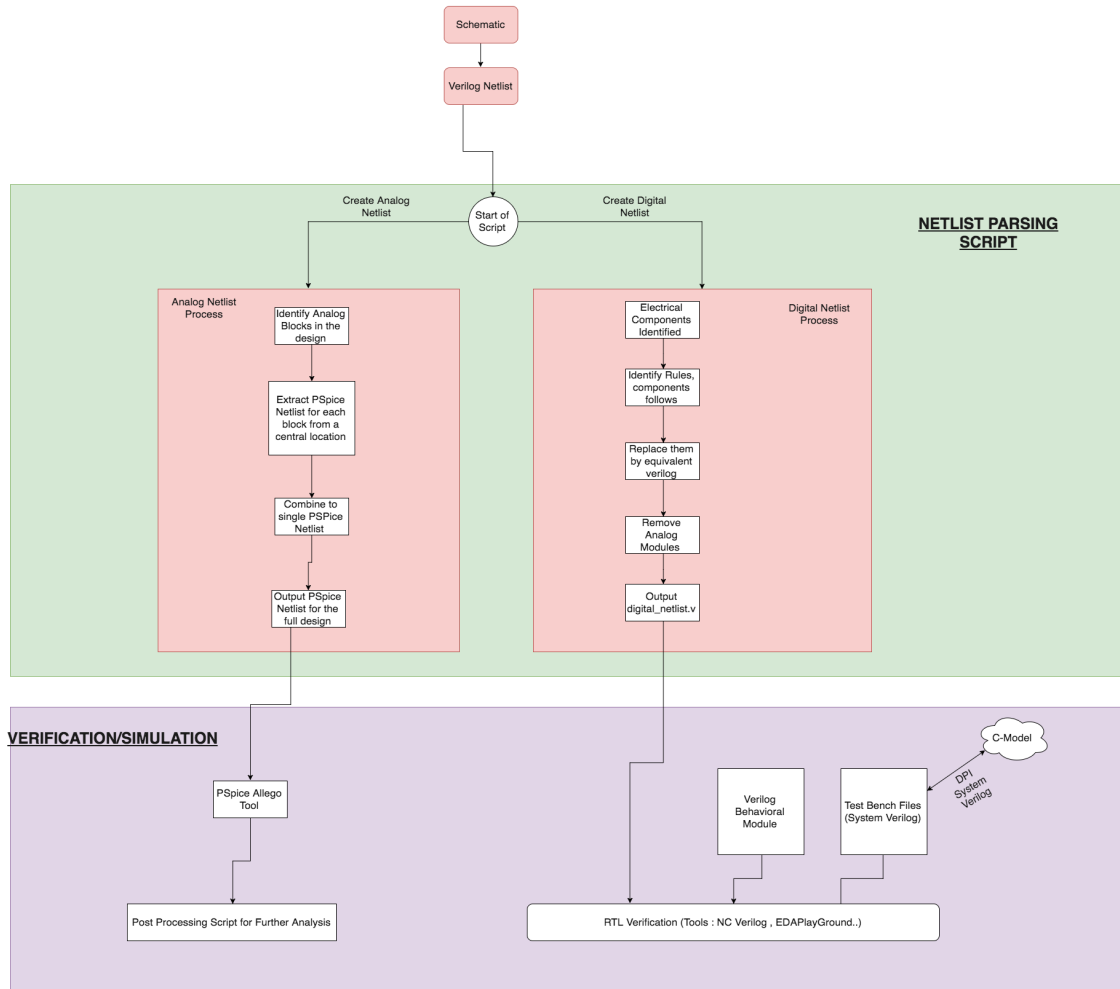 Schematic
Verilog Netlist
Create Analog
Netlist
Start of
Script
Create Digital
Netlist
NETLIST PARSING
SCRIPT
Analog Netlist
Process
Identify Analog
Blocks in the
design
Extract PSpice
Netlist for each
block from a
central location
Combine to
single PSPice
Netlist
Output PSpice
Netlist for the
full design
Digital Netlist
Process
Electrical
Components
Identified
Identify Rules,
components
follows
Replace them
by equivalent
verilog
Remove
Analog
Modules
Output
digital_netlist.v
VERIFICATION/SIMULATION
PSpice Allego
Tool
Post Processing Script for Further Analysis
Verilog
Behavioral
Module
Test Bench Files
(System Verilog)
C-Model
DPI
System
Verilog
RTL Verification (Tools : NC Verilog , EDAPlayGround..)